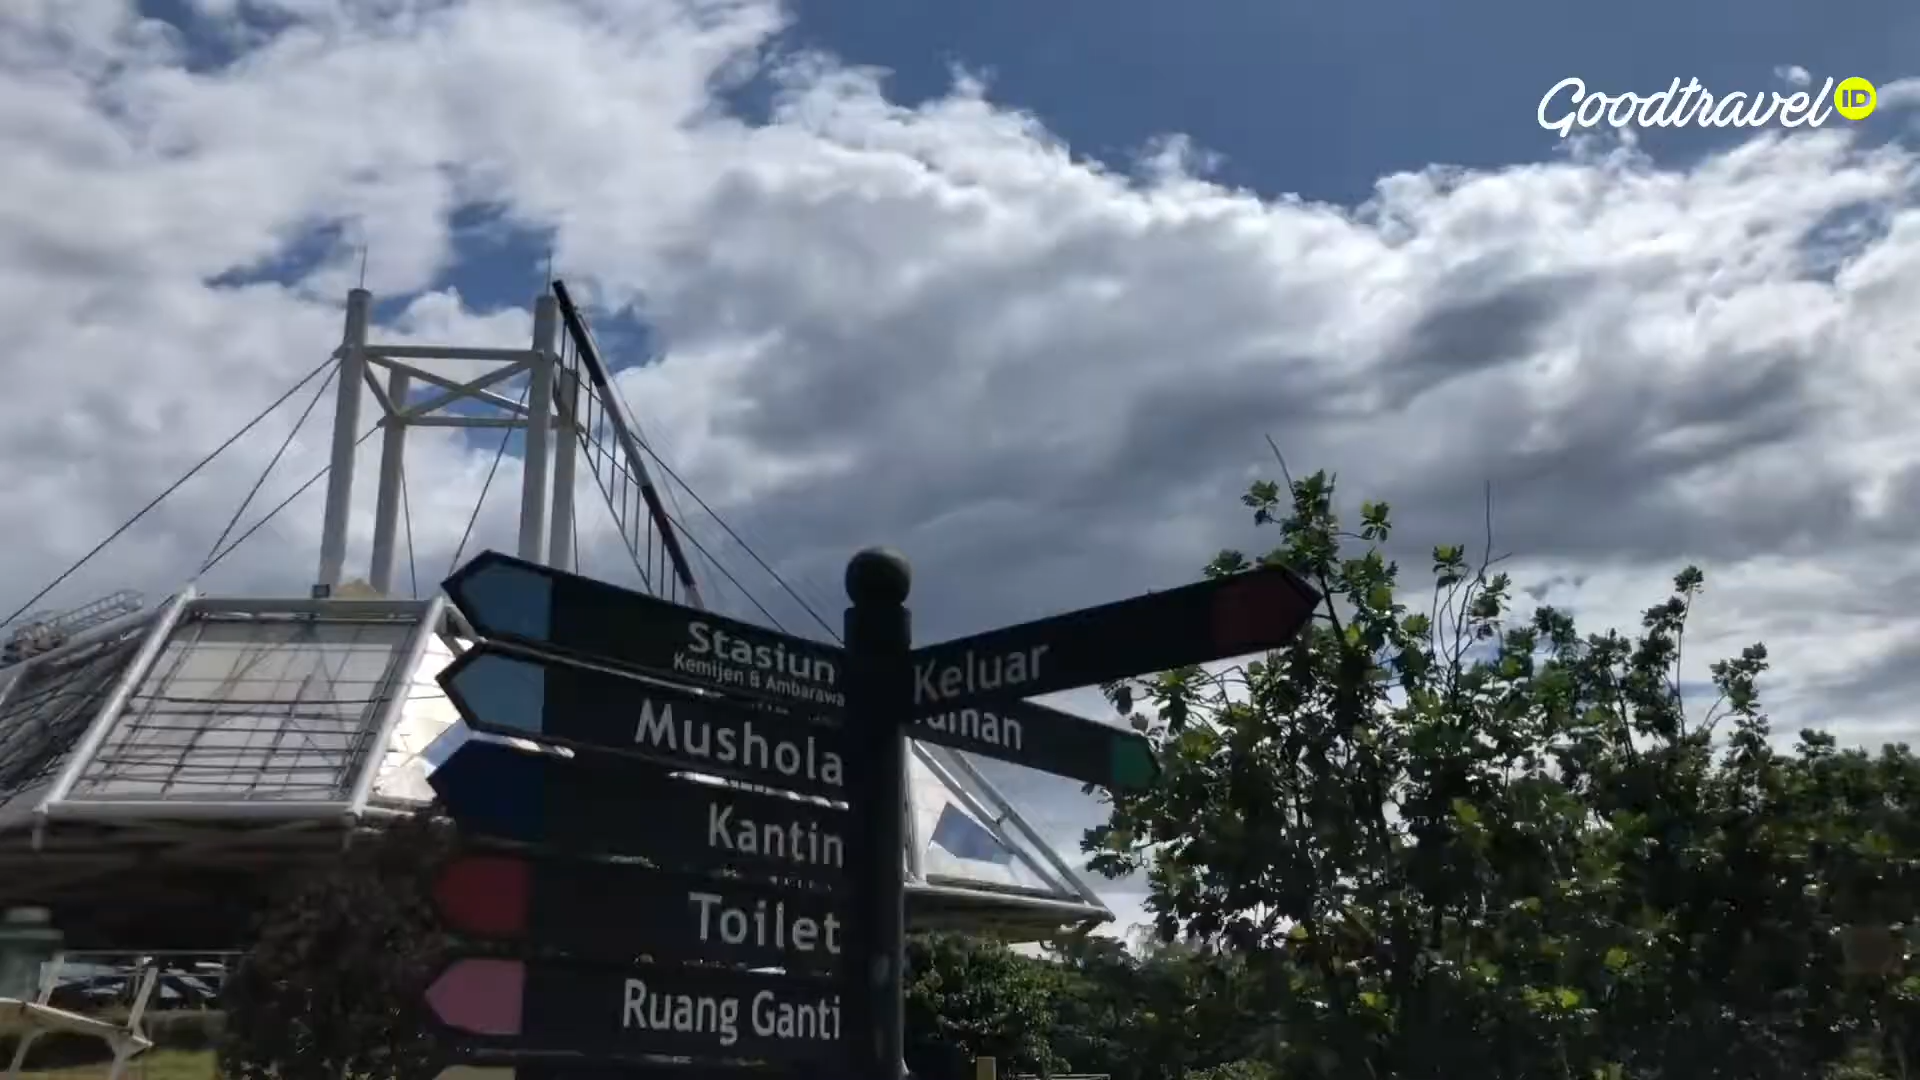 Goodtravel ID
Stasiun
Kemijen & Ambarawa
Mushola
Kantin
Toilet
Ruang Ganti
Keluar